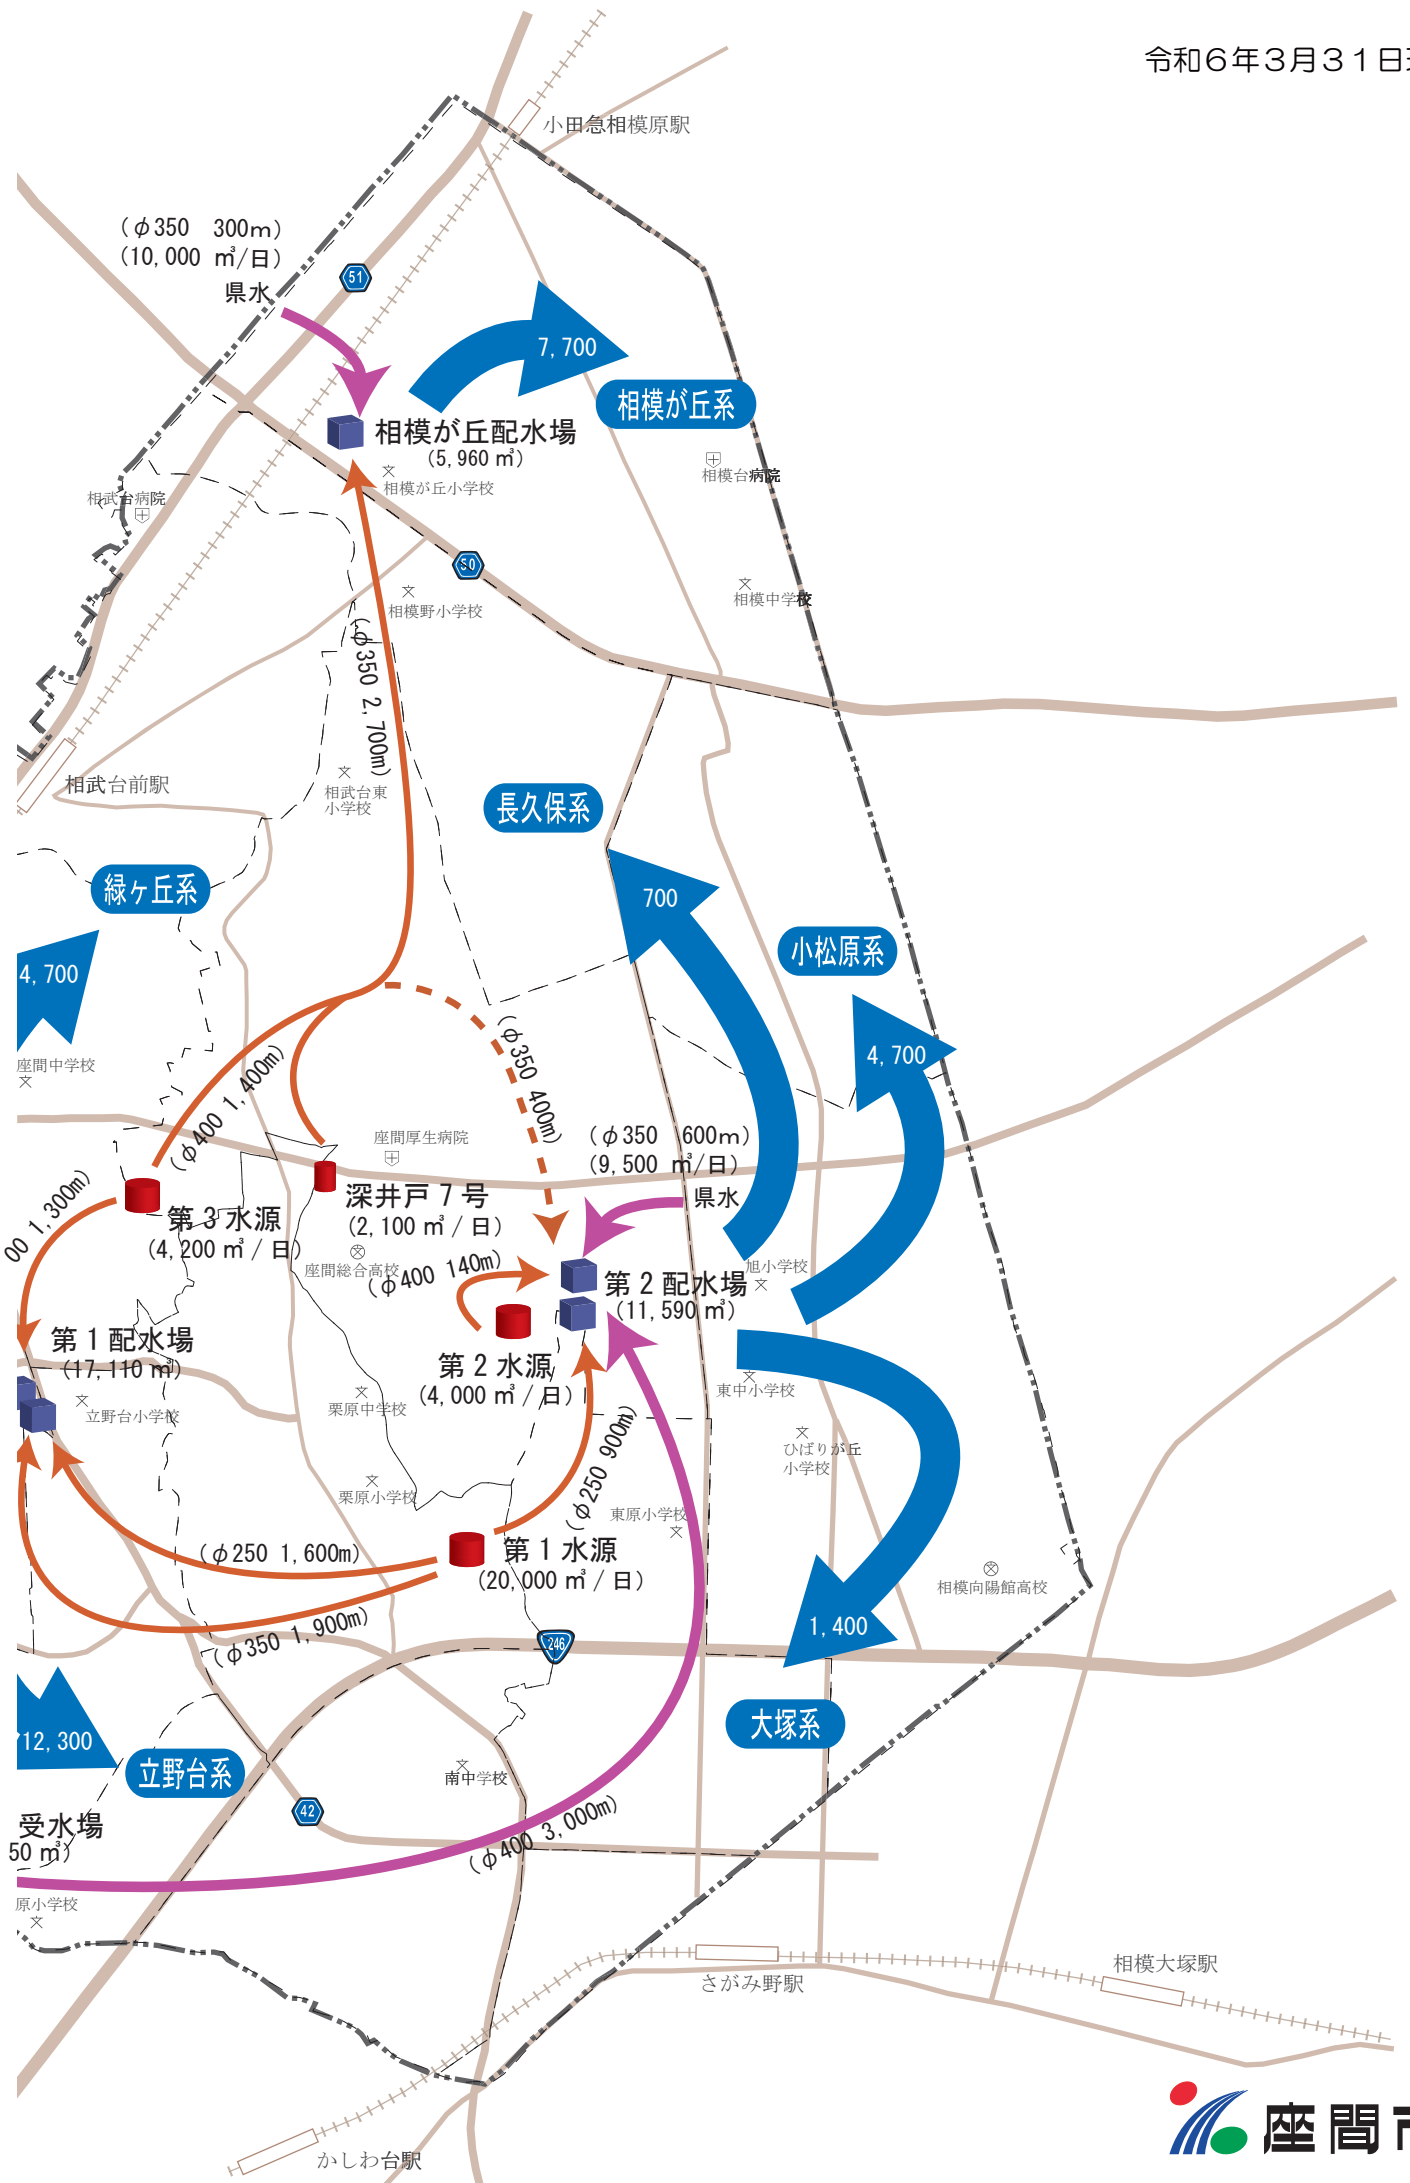 令和６年３月３１日
小田急相模原駅
（φ350　300m）
（10,000 ㎥/日）
県水
51
7,700
相模が丘系
相模が丘配水場
（5,960 ㎥）
相模が丘小学校
相模台病院
相武台病院
50
相模野小学校
相模中学校
（φ350 2,700m）
相武台前駅
相武台東
小学校
長久保系
緑ヶ丘系
700
小松原系
4,700
4,700
座間中学校
（φ400 1,400m）
（φ350 400m）
座間厚生病院
（φ350　600m）
（9,500 ㎥/日）
県水
深井戸７号
（2,100 ㎥ / 日）
第３水源
（4,200 ㎥ / 日）
00 1,300m）
座間総合高校
（φ400 140m）
旭小学校
第２配水場
（11,590 ㎥）
第１配水場
（17,110 ㎥）
第２水源
（4,000 ㎥ / 日）
東中小学校
立野台小学校
栗原中学校
ひばりが丘
小学校
（φ250 900m）
栗原小学校
東原小学校
（φ250 1,600m）
第１水源
（20,000 ㎥ / 日）
相模向陽館高校
（φ350 1,900m）
246
1,400
大塚系
12,300
立野台系
南中学校
42
受水場
50 ㎥）
（φ400 3,000m）
原小学校
相模大塚駅
さがみ野駅
かしわ台駅
座間